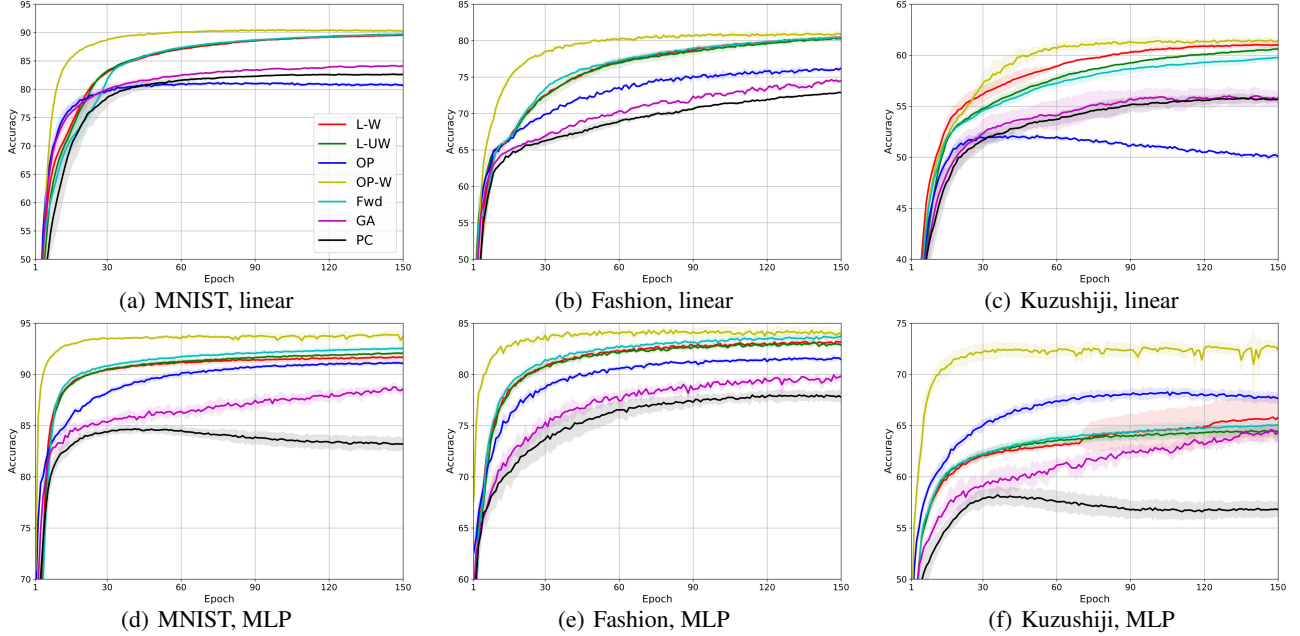 95
90
85
80
75
70
65
60
55
50
Accuracy
1 30 60 90 120 150
Epoch
L-W
L-UW
OP
OP-W
Fwd
GA
PC
(a) MNIST, linear
85
80
75
70
65
60
55
50
Accuracy
1 30 60 90 120 150
Epoch
(b) Fashion, linear
65
60
55
50
45
40
Accuracy
1 30 60 90 120 150
Epoch
(c) Kuzushiji, linear
95
90
85
80
75
70
Accuracy
1 30 60 90 120 150
Epoch
(d) MNIST, MLP
85
80
75
70
65
60
Accuracy
1 30 60 90 120 150
Epoch
(e) Fashion, MLP
75
70
65
60
55
50
Accuracy
1 30 60 90 120 150
Epoch
(f) Kuzushiji, MLP